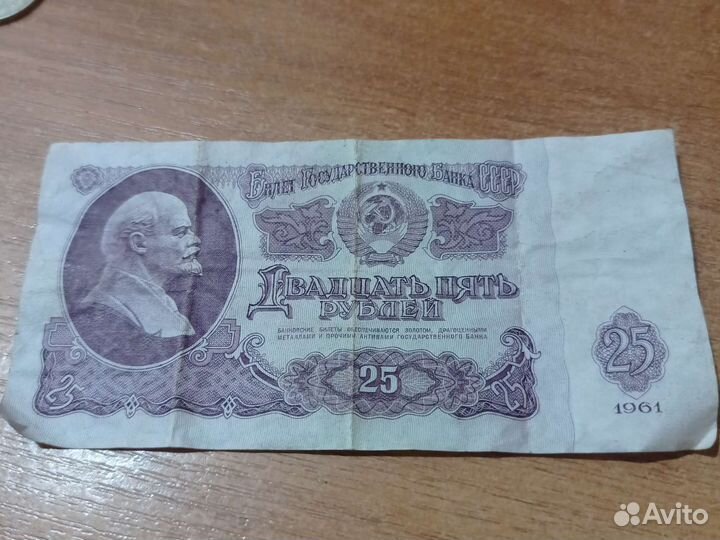 Билет Государственного Банка СССР
Двадцать пять
рублей
БАНКОВСКИЕ БИЛЕТЫ ОБЕСПЕЧИВАЮТСЯ ЗОЛОТОМ, ДРАГОЦЕННЫМИ
МЕТАЛЛАМИ И ПРОЧИМИ АКТИВАМИ ГОСУДАРСТВЕННОГО БАНКА
25
25
25
25
1961
Avito